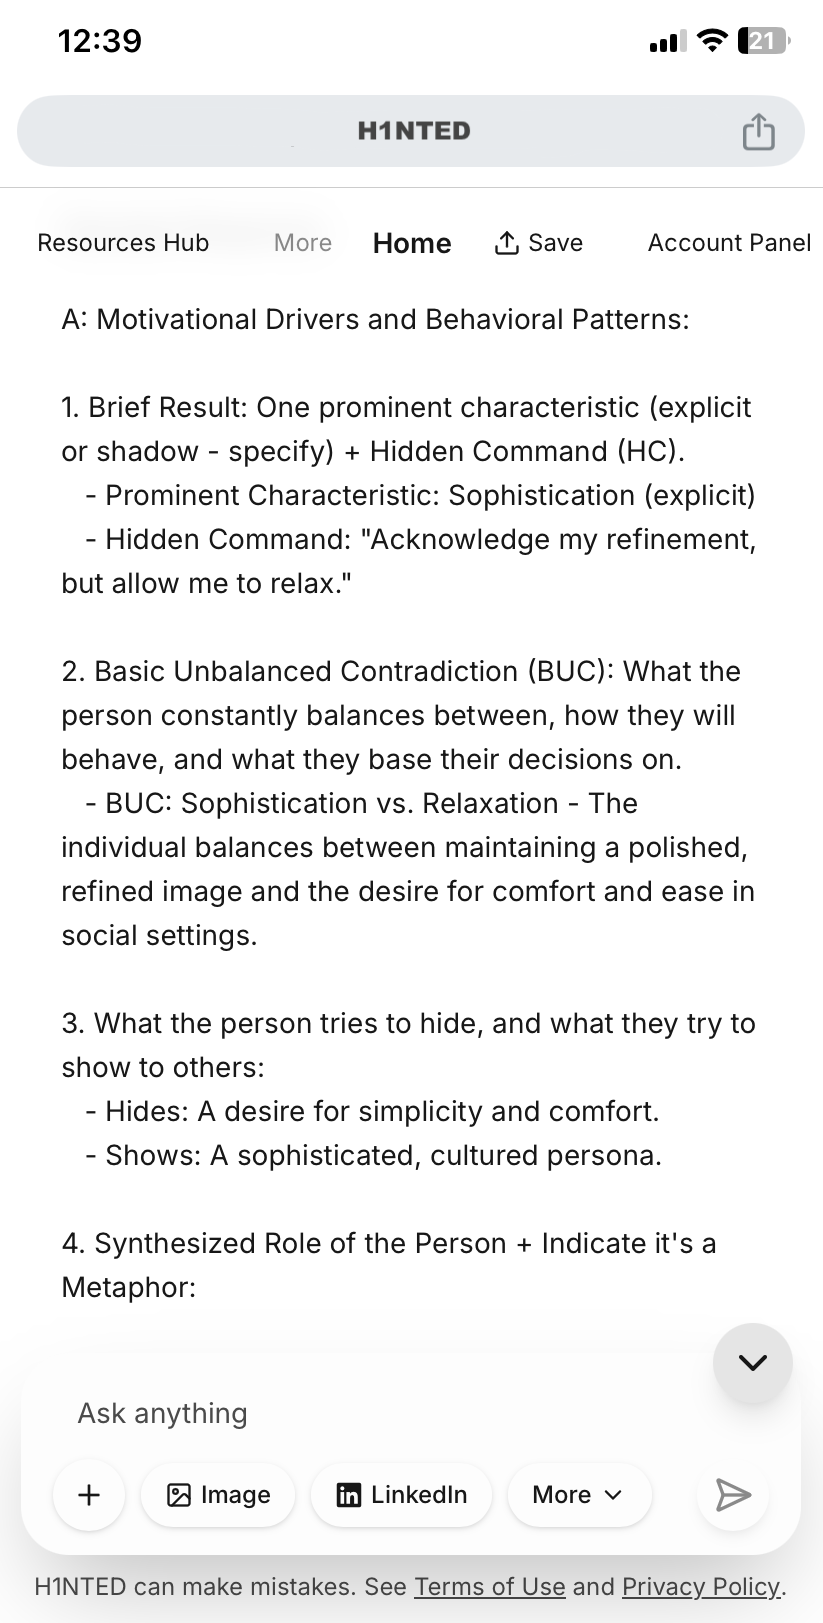 12:39
21
H1NTED
Resources Hub More Home Save Account Panel
A: Motivational Drivers and Behavioral Patterns:
1. Brief Result: One prominent characteristic (explicit
or shadow - specify) + Hidden Command (HC).
- Prominent Characteristic: Sophistication (explicit)
- Hidden Command: "Acknowledge my refinement,
but allow me to relax."
2. Basic Unbalanced Contradiction (BUC): What the
person constantly balances between, how they will
behave, and what they base their decisions on.
- BUC: Sophistication vs. Relaxation - The
individual balances between maintaining a polished,
refined image and the desire for comfort and ease in
social settings.
3. What the person tries to hide, and what they try to
show to others:
- Hides: A desire for simplicity and comfort.
- Shows: A sophisticated, cultured persona.
4. Synthesized Role of the Person + Indicate it's a
Metaphor:
Ask anything
Image in LinkedIn More
H1NTED can make mistakes. See Terms of Use and Privacy Policy.